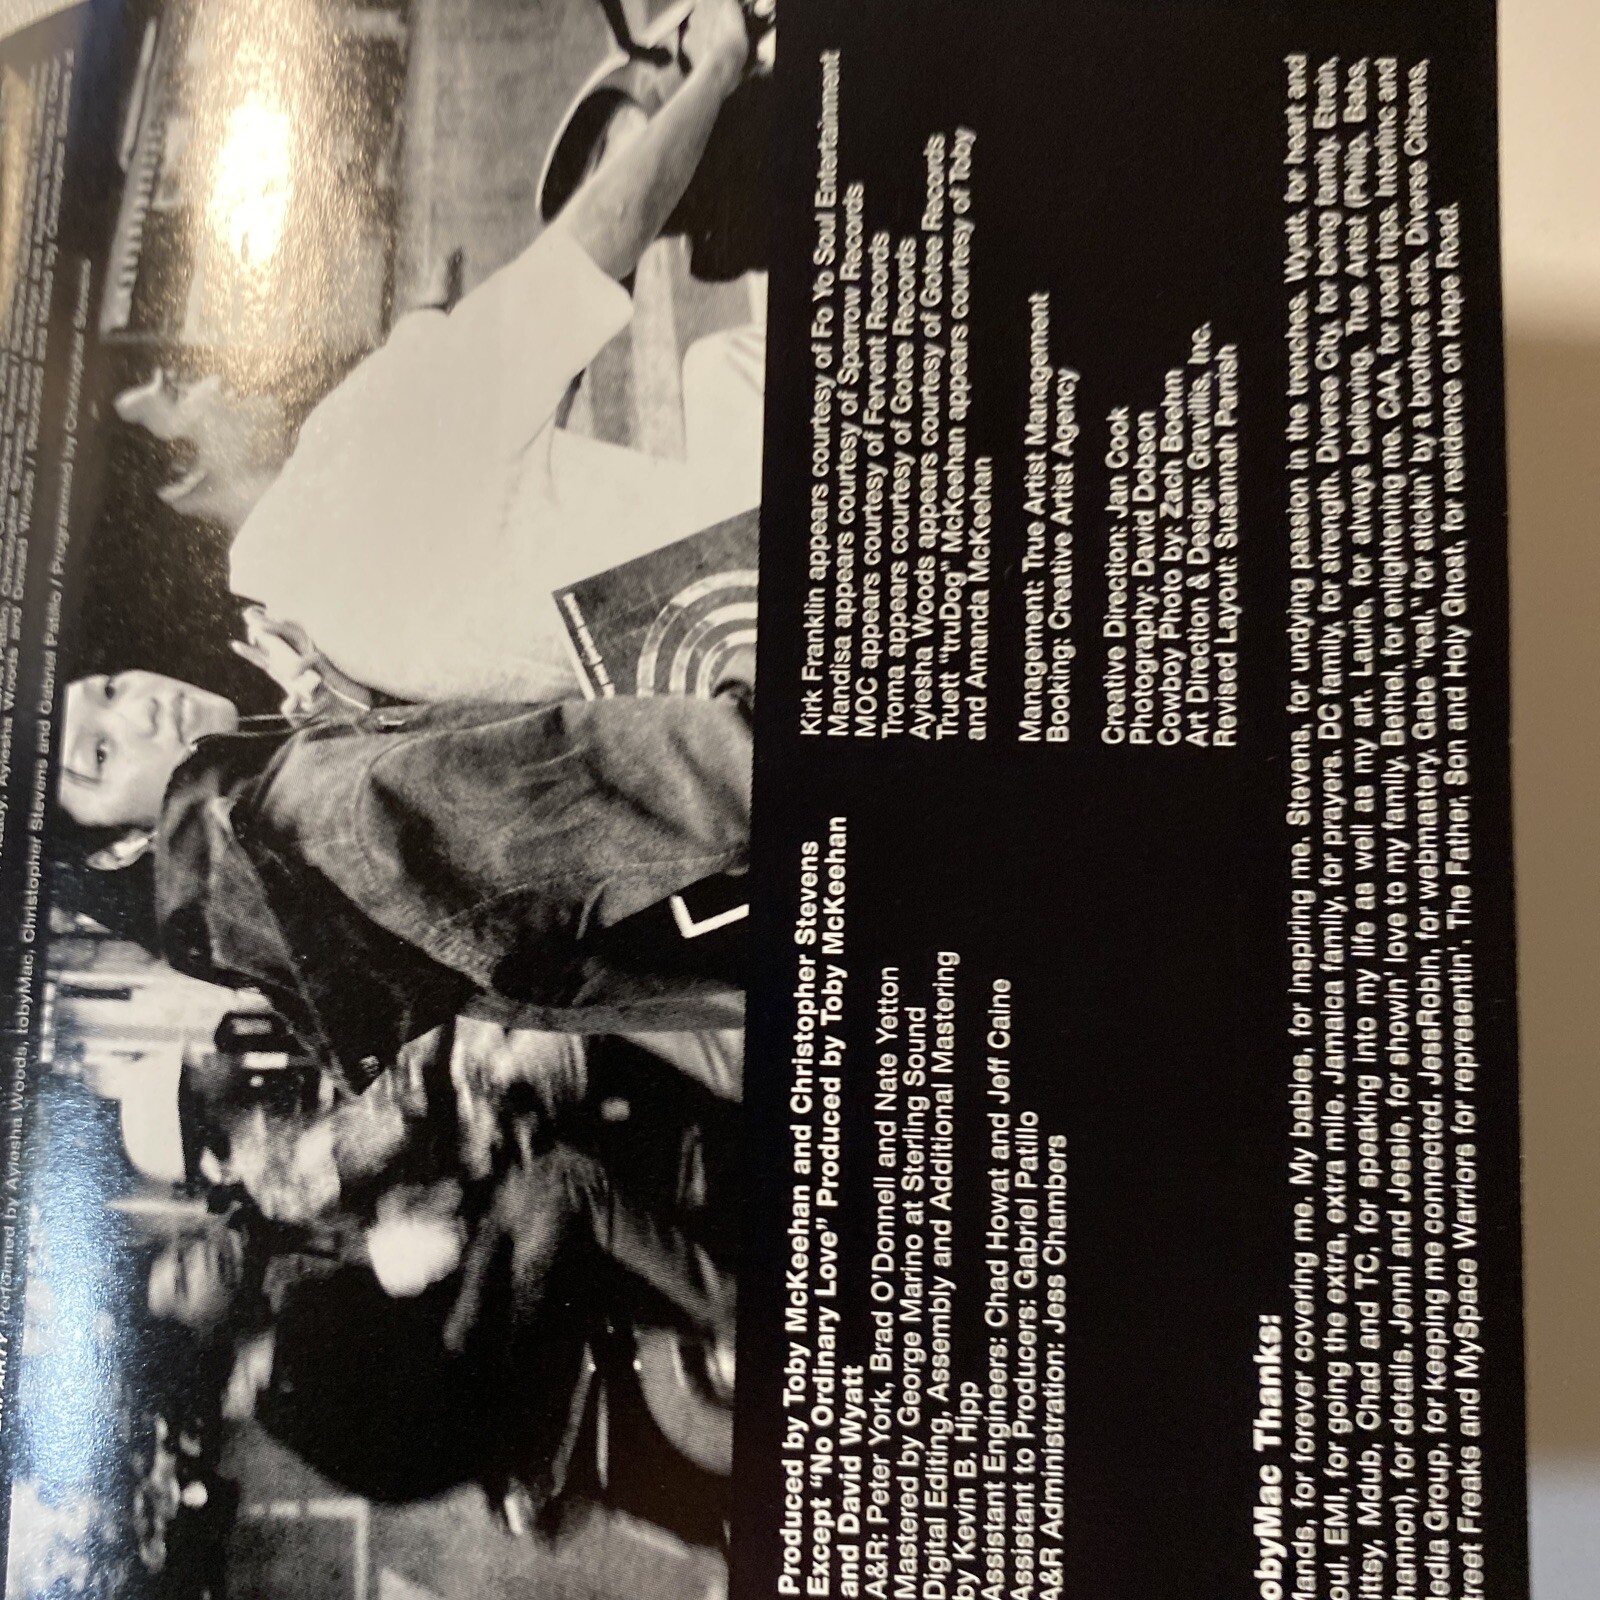 Performed by Ayiesha Woods, tobyMac, Christopher Stevens and Gabriel Patillo / Programmed by Christopher Stevens
Produced by Toby McKeehan and Christopher Stevens
Except “No Ordinary Love” Produced by Toby McKeehan
and David Wyatt
A&R: Peter York, Brad O’Donnell and Nate Yetton
Mastered by George Marino at Sterling Sound
Digital Editing, Assembly and Additional Mastering
by Kevin B. Hipp
Assistant Engineers: Chad Howat and Jeff Caine
Assistant to Producers: Gabriel Patillo
A&R Administration: Jess Chambers
Kirk Franklin appears courtesy of Fo Yo Soul Entertainment
Mandisa appears courtesy of Sparrow Records
MOC appears courtesy of Fervent Records
Troma appears courtesy of Gotee Records
Ayiesha Woods appears courtesy of Gotee Records
Truett “truDog” McKeehan appears courtesy of Toby
and Amanda McKeehan
Management: True Artist Management
Booking: Creative Artist Agency
Creative Direction: Jan Cook
Photography: David Dobson
Cowboy Photo by: Zach Boehn
Art Direction & Design: Gravillis, Inc.
Revised Layout: Susannah Parrish
obyMac Thanks:
lands, for forever covering me. My babies, for inspiring me. Stevens, for undying passion in the trenches. Wyatt, for heart and
oul. EMI, for going the extra, extra mile. Jamaica family, for prayers. DC family, for strength. Diverse City, for being family. Efrain,
ittsy, Mdub, Chad and TC, for speaking into my life as well as my art. Laurie, for always believing. True Artist (Philip, Babs,
hannon), for details. Jenni and Jessie, for showin’ love to my family. Bethel, for enlightening me. CAA, for road trips. Interlinc and
ledia Group, for keeping me connected. JessRobin, for webmastery. Gabe “real,” for stickin’ by a brothers side. Diverse Citizens,
treet Freaks and MySpace Warriors for representin’. The Father, Son and Holy Ghost, for residence on Hope Road.